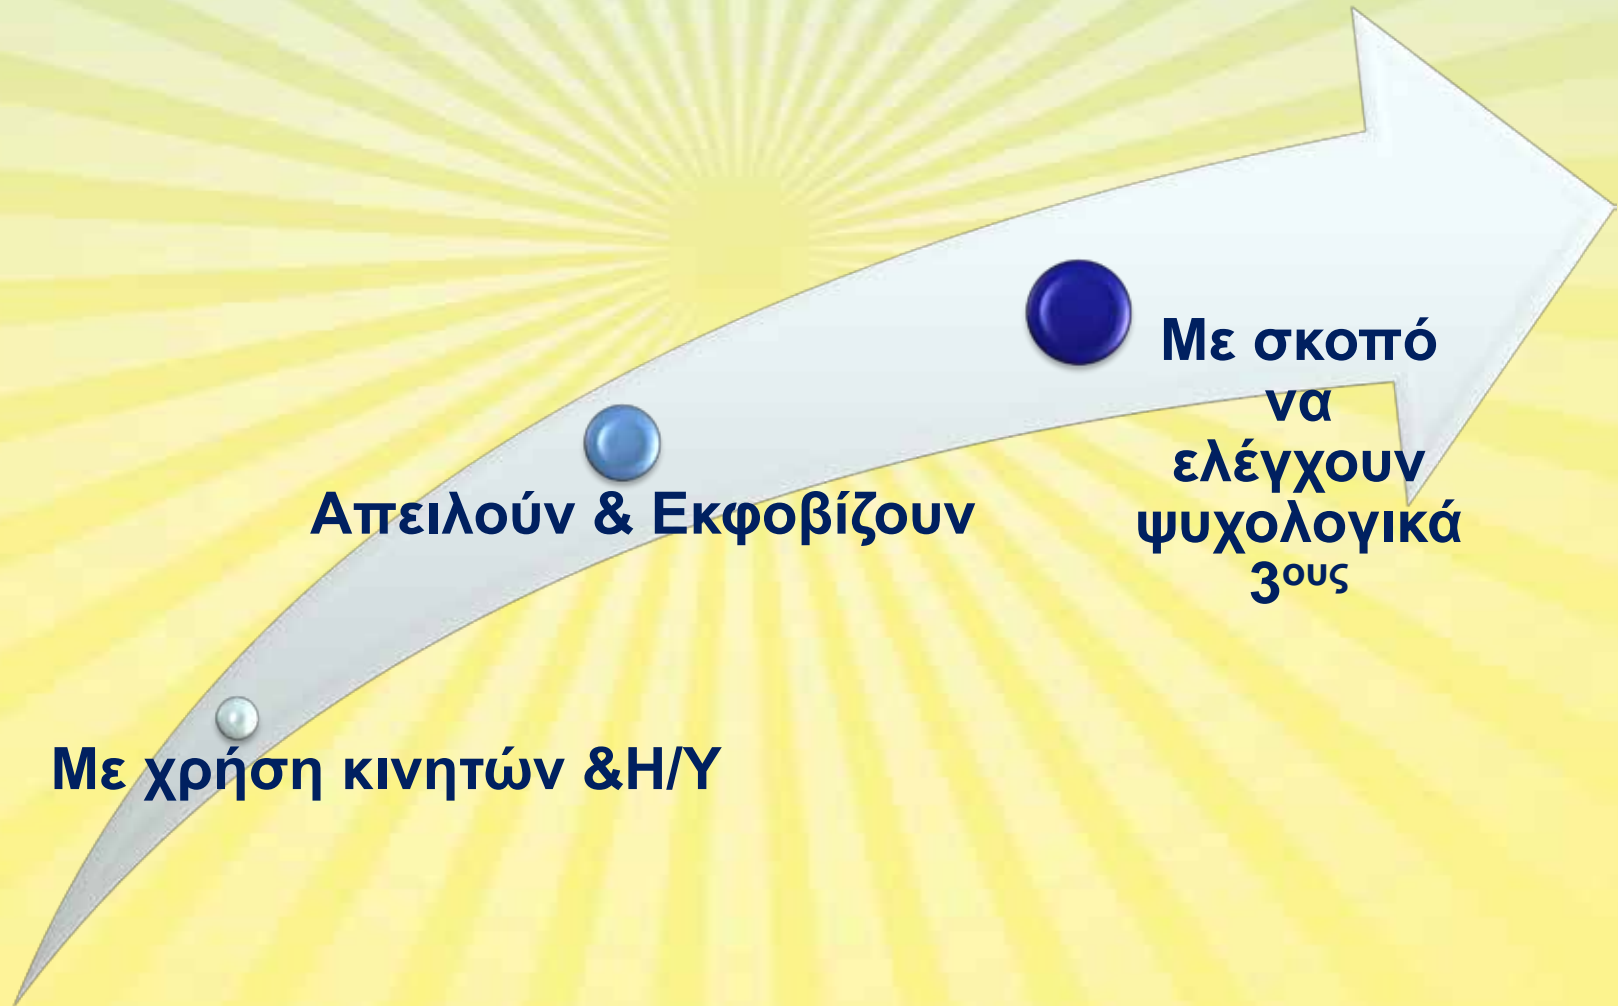 Με χρήση κινητών &Η/Υ
Απειλούν & Εκφοβίζουν
Με σκοπό
να
ελέγχουν
ψυχολογικά
3ους